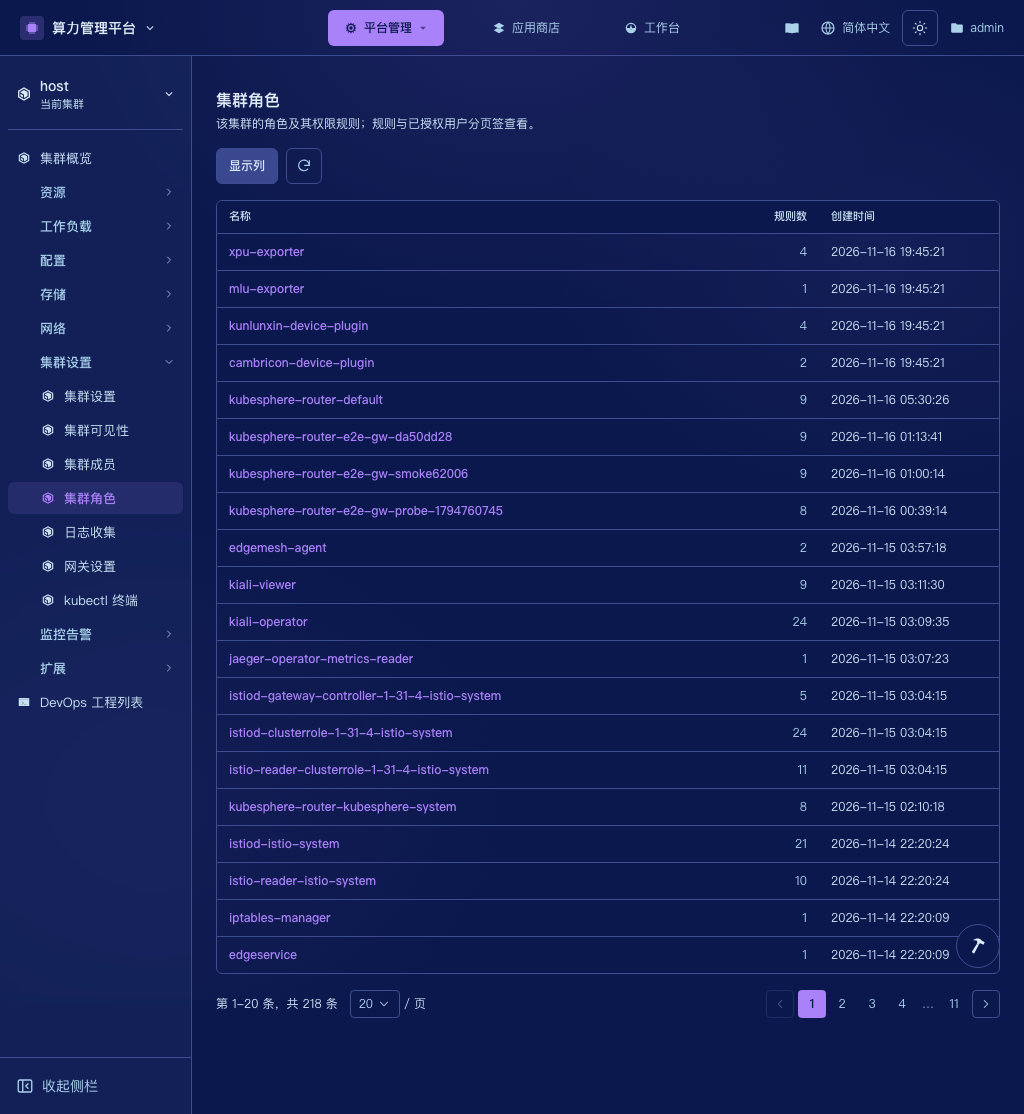 算力管理平台
平台管理
应用商店
工作台
简体中文
admin
host
当前集群
集群概览
资源
工作负载
配置
存储
网络
集群设置
集群设置
集群可见性
集群成员
集群角色
日志收集
网关设置
kubectl 终端
监控告警
扩展
DevOps 工程列表
收起侧栏
集群角色
该集群的角色及其权限规则；规则与已授权用户分页签查看。
显示列
名称 规则数 创建时间
xpu-exporter 4 2026-11-16 19:45:21
mlu-exporter 1 2026-11-16 19:45:21
kunlunxin-device-plugin 4 2026-11-16 19:45:21
cambricon-device-plugin 2 2026-11-16 19:45:21
kubesphere-router-default 9 2026-11-16 05:30:26
kubesphere-router-e2e-gw-da50dd28 9 2026-11-16 01:13:41
kubesphere-router-e2e-gw-smoke62006 9 2026-11-16 01:00:14
kubesphere-router-e2e-gw-probe-1794760745 8 2026-11-16 00:39:14
edgemesh-agent 2 2026-11-15 03:57:18
kiali-viewer 9 2026-11-15 03:11:30
kiali-operator 24 2026-11-15 03:09:35
jaeger-operator-metrics-reader 1 2026-11-15 03:07:23
istiod-gateway-controller-1-31-4-istio-system 5 2026-11-15 03:04:15
istiod-clusterrole-1-31-4-istio-system 24 2026-11-15 03:04:15
istio-reader-clusterrole-1-31-4-istio-system 11 2026-11-15 03:04:15
kubesphere-router-kubesphere-system 8 2026-11-15 02:10:18
istiod-istio-system 21 2026-11-14 22:20:24
istio-reader-istio-system 10 2026-11-14 22:20:24
iptables-manager 1 2026-11-14 22:20:09
edgeservice 1 2026-11-14 22:20:09
第 1-20 条，共 218 条 20 / 页 1 2 3 4 … 11